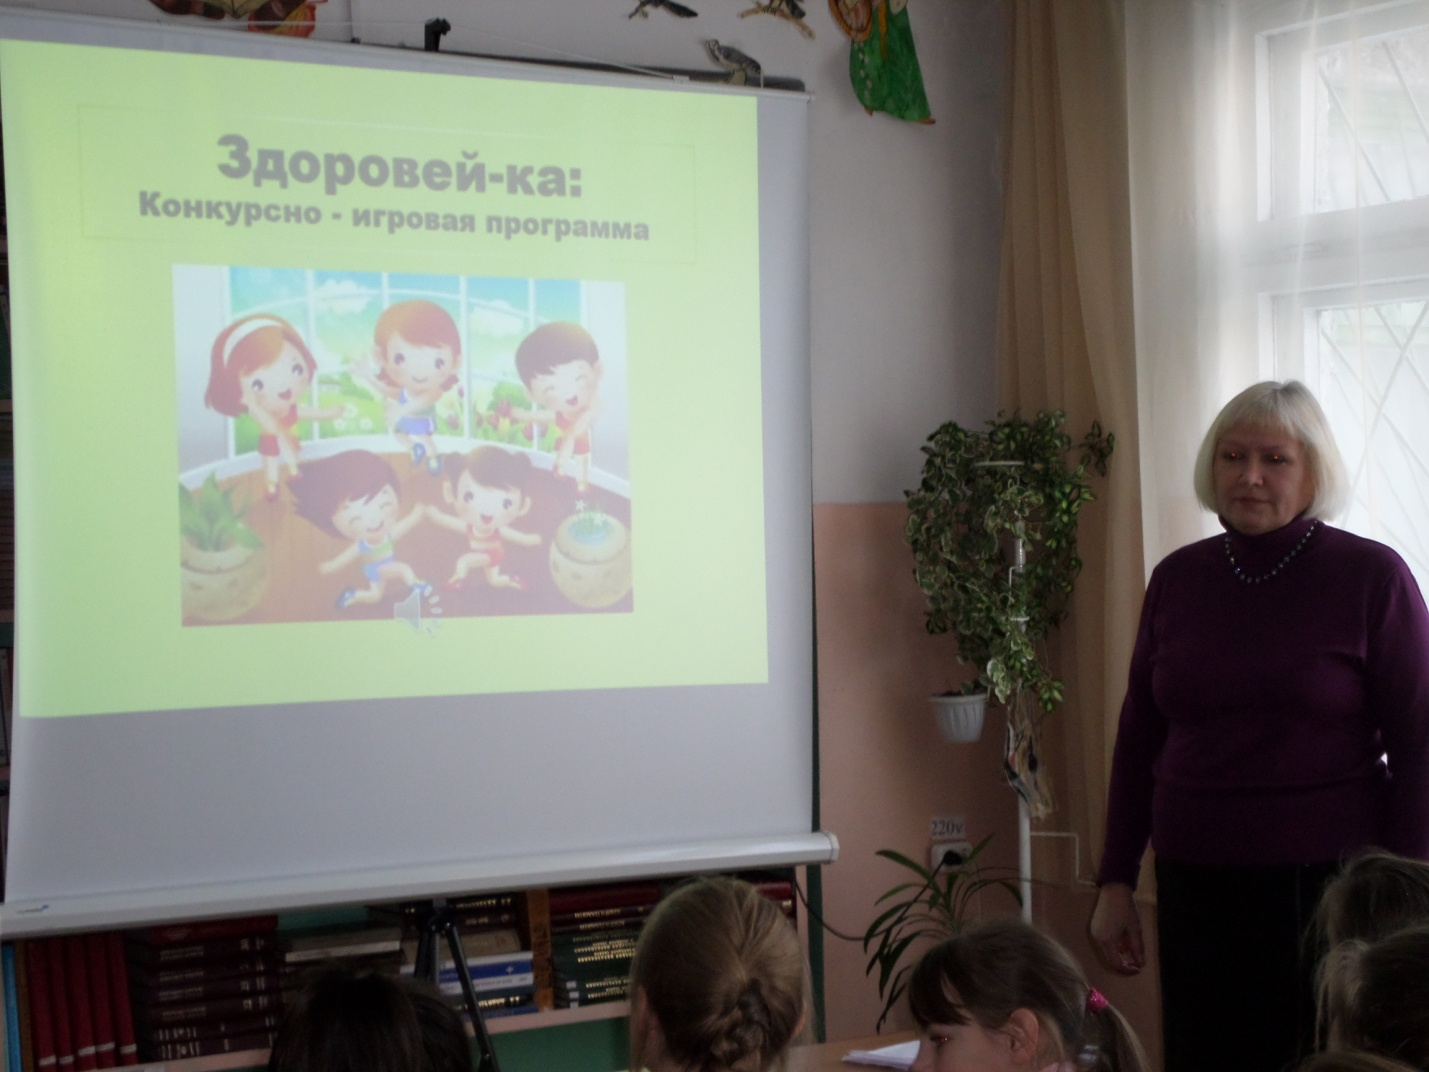 Здоровей-ка:
Конкурсно - игровая программа
220v